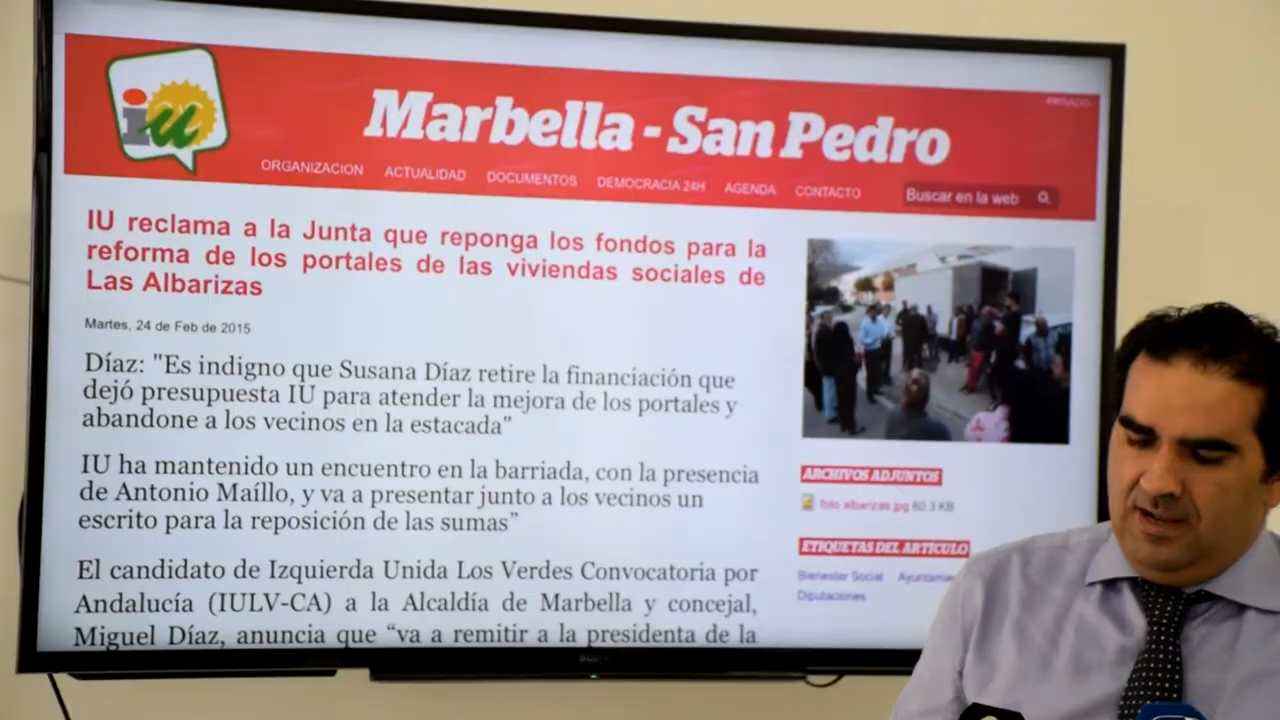 iu
Marbella - San Pedro
PRIVADO
ORGANIZACION ACTUALIDAD DOCUMENTOS DEMOCRACIA 24H AGENDA CONTACTO
Buscar en la web
IU reclama a la Junta que reponga los fondos para la
reforma de los portales de las viviendas sociales de
Las Albarizas
Martes, 24 de Feb de 2015
Díaz: "Es indigno que Susana Díaz retire la financiación que
dejó presupuesta IU para atender la mejora de los portales y
abandone a los vecinos en la estacada"
IU ha mantenido un encuentro en la barriada, con la presencia
de Antonio Maíllo, y va a presentar junto a los vecinos un
escrito para la reposición de las sumas”
El candidato de Izquierda Unida Los Verdes Convocatoria por
Andalucía (IULV-CA) a la Alcaldía de Marbella y concejal,
Miguel Díaz, anuncia que “va a remitir a la presidenta de la
ARCHIVOS ADJUNTOS
foto albarizas.jpg 60.3 KB
ETIQUETAS DEL ARTÍCULO
Bienestar Social Ayuntamie
Diputaciones